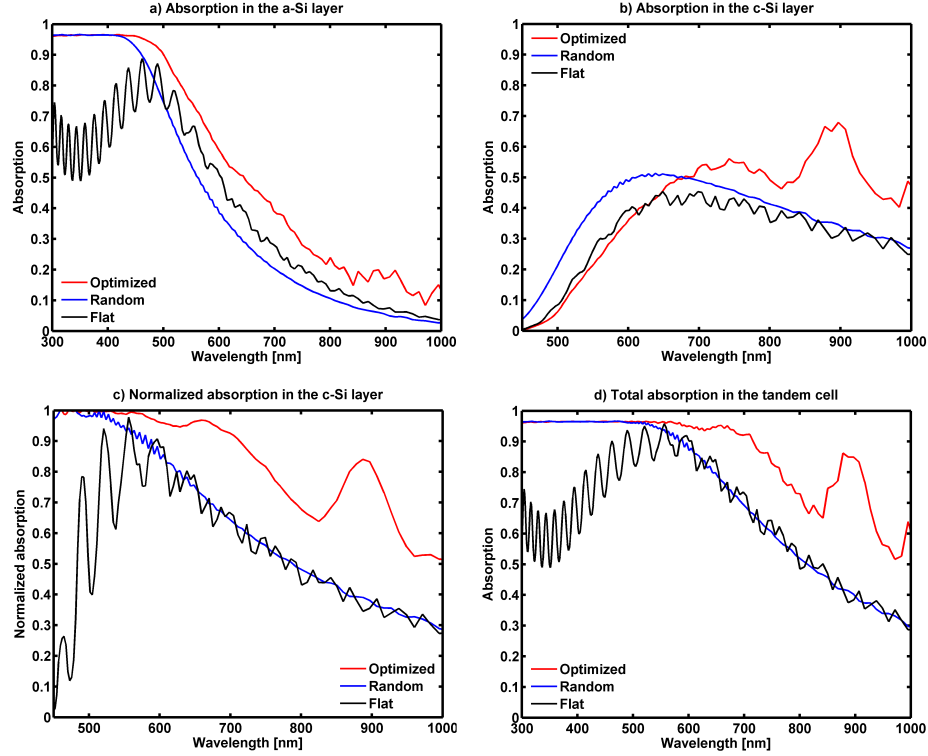 a) Absorption in the a-Si layer
1
0.9
0.8
0.7
0.6
0.5
0.4
0.3
0.2
0.1
0
Absorption
Optimized
Random
Flat
300 400 500 600 700 800 900 1000
Wavelength [nm]
b) Absorption in the c-Si layer
1
0.9
0.8
0.7
0.6
0.5
0.4
0.3
0.2
0.1
0
Absorption
Optimized
Random
Flat
500 600 700 800 900 1000
Wavelength [nm]
c) Normalized absorption in the c-Si layer
1
0.9
0.8
0.7
0.6
0.5
0.4
0.3
0.2
0.1
0
Normalized absorption
Optimized
Random
Flat
500 600 700 800 900 1000
Wavelength [nm]
d) Total absorption in the tandem cell
1
0.9
0.8
0.7
0.6
0.5
0.4
0.3
0.2
0.1
0
Absorption
Optimized
Random
Flat
300 400 500 600 700 800 900 1000
Wavelength [nm]